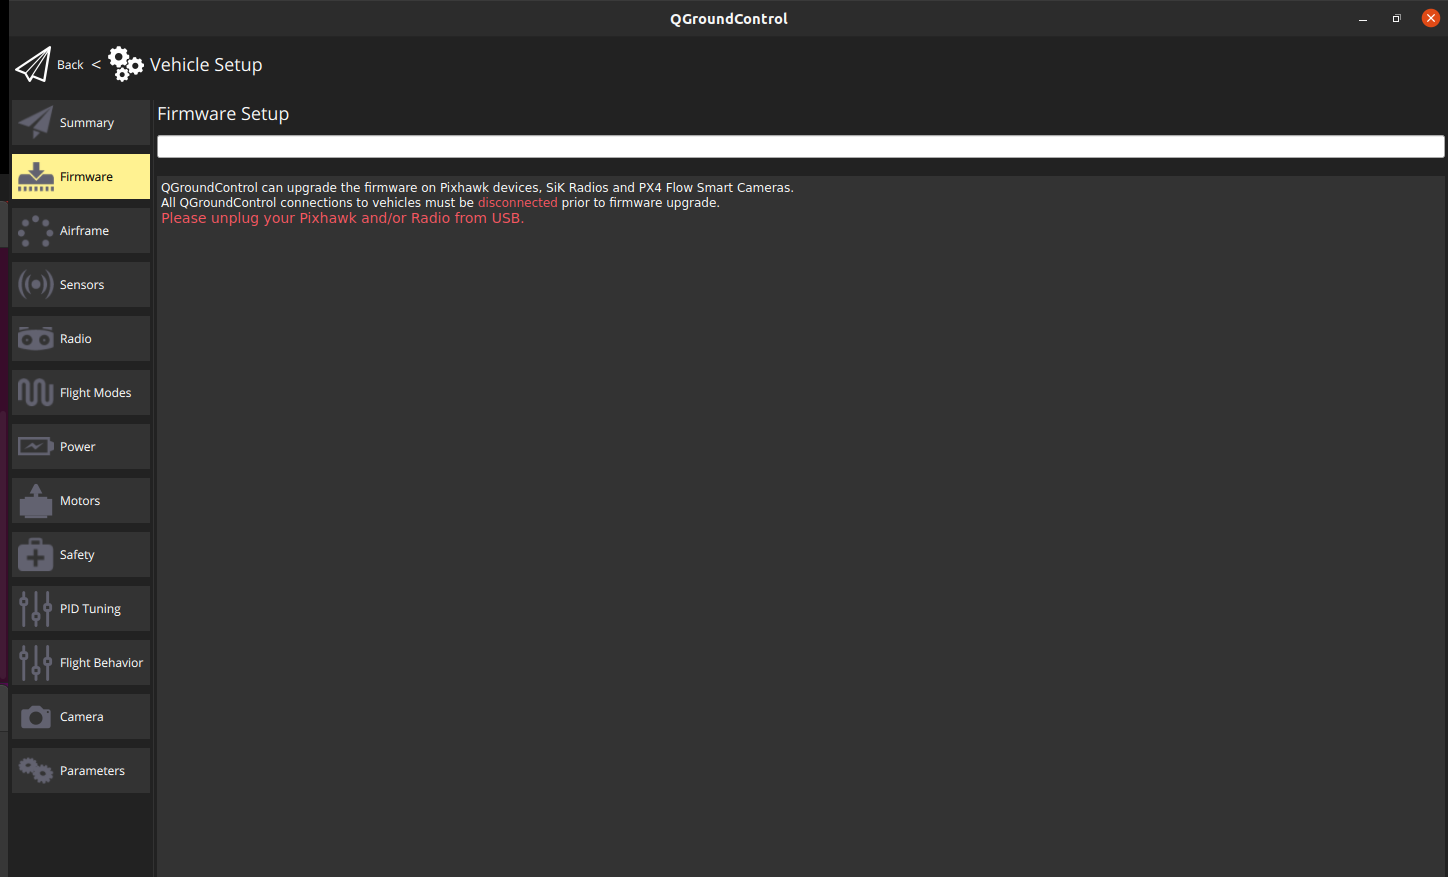 QGroundControl
Back < Vehicle Setup
Firmware Setup
Summary
Firmware
Airframe
Sensors
Radio
Flight Modes
Power
Motors
Safety
PID Tuning
Flight Behavior
Camera
Parameters
QGroundControl can upgrade the firmware on Pixhawk devices, SiK Radios and PX4 Flow Smart Cameras.
All QGroundControl connections to vehicles must be disconnected prior to firmware upgrade.
Please unplug your Pixhawk and/or Radio from USB.